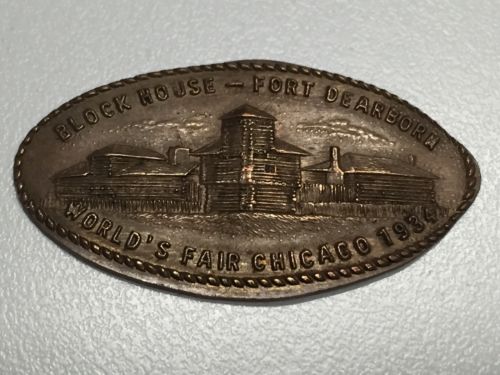 BLOCK HOUSE — FORT DEARBORN
WORLD'S FAIR CHICAGO 1934